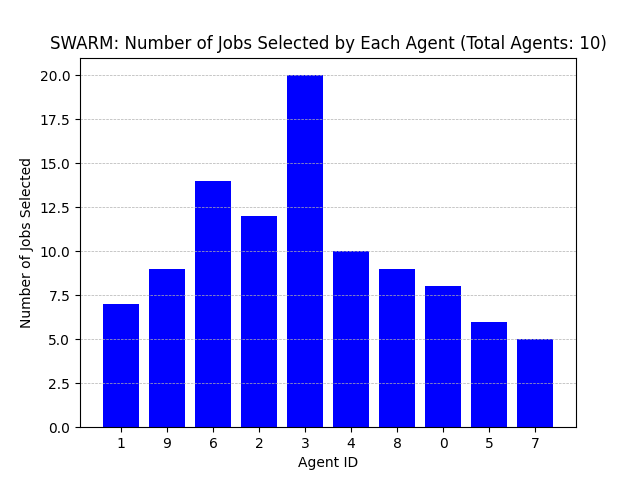 SWARM: Number of Jobs Selected by Each Agent (Total Agents: 10)
20.0
17.5
15.0
12.5
10.0
7.5
5.0
2.5
0.0
Number of Jobs Selected
1 9 6 2 3 4 8 0 5 7
Agent ID